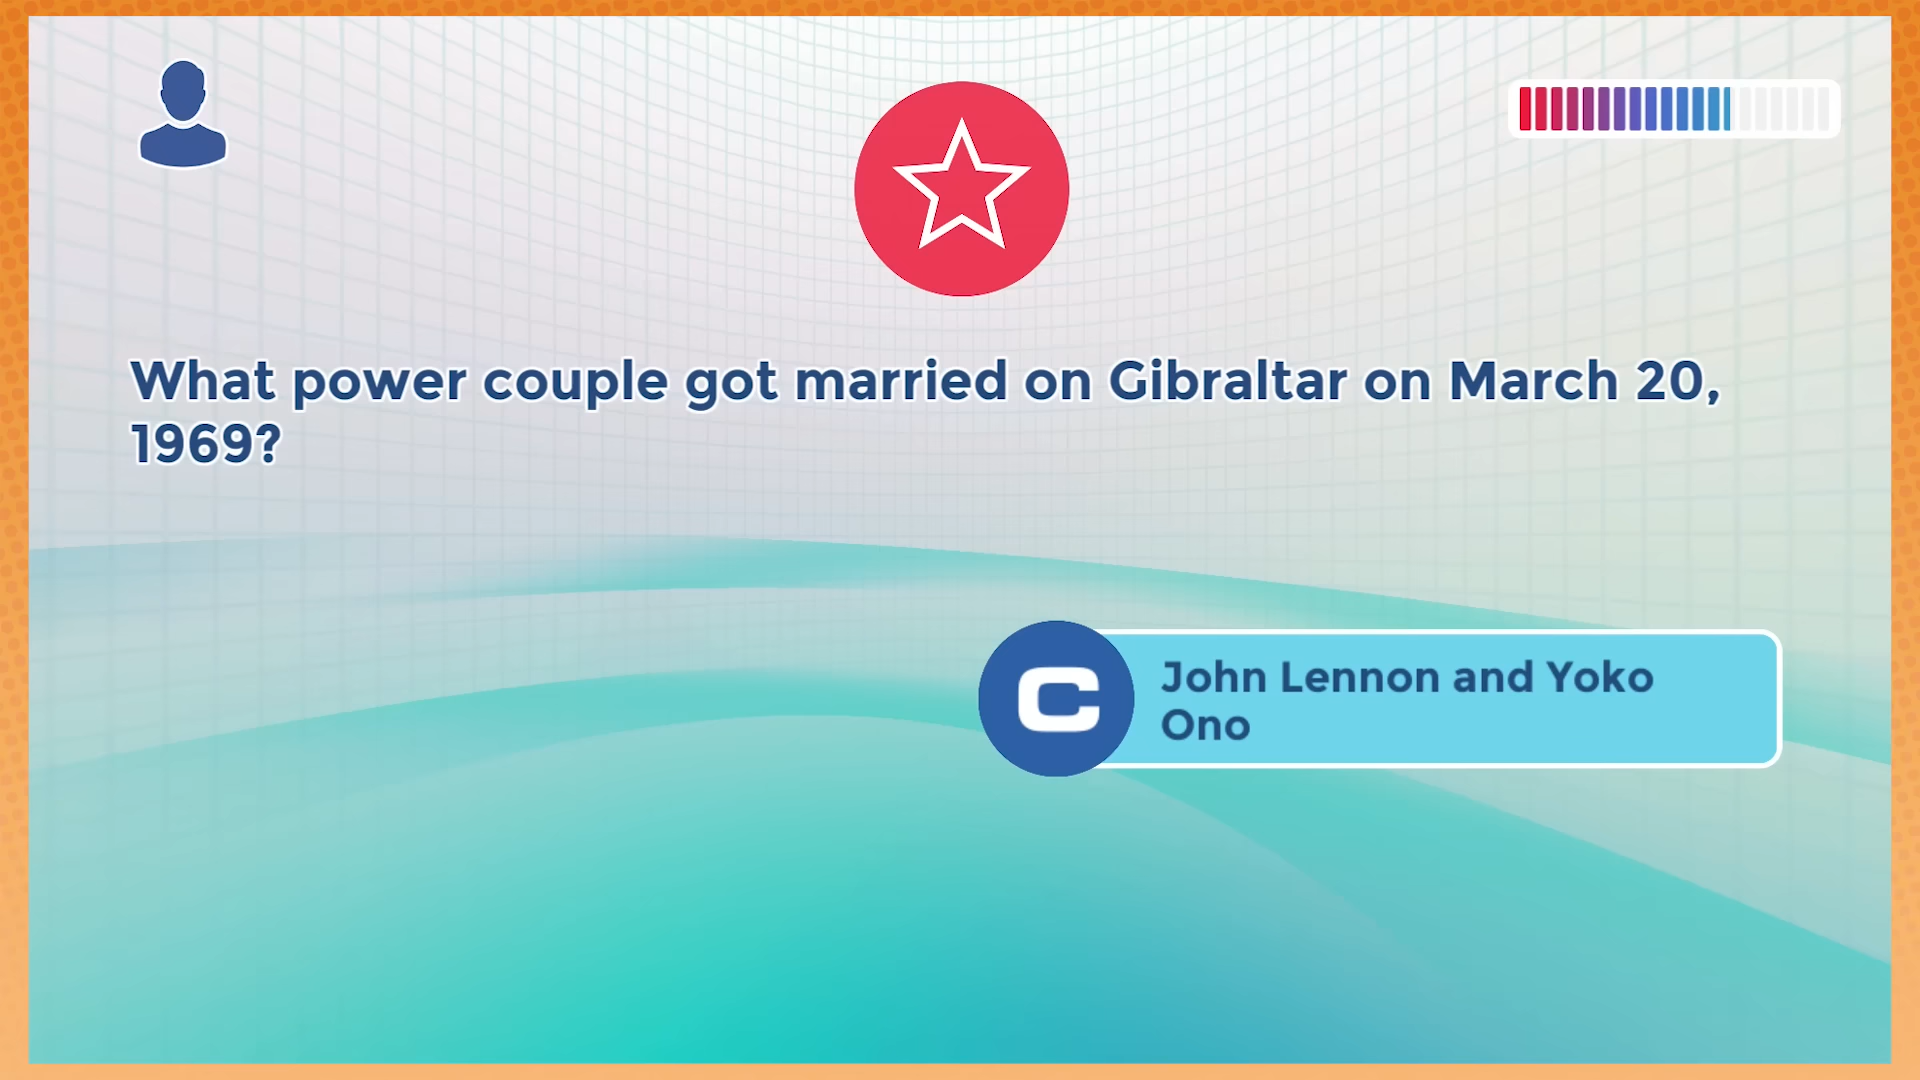 What power couple got married on Gibraltar on March 20,
1969?
C
John Lennon and Yoko
Ono